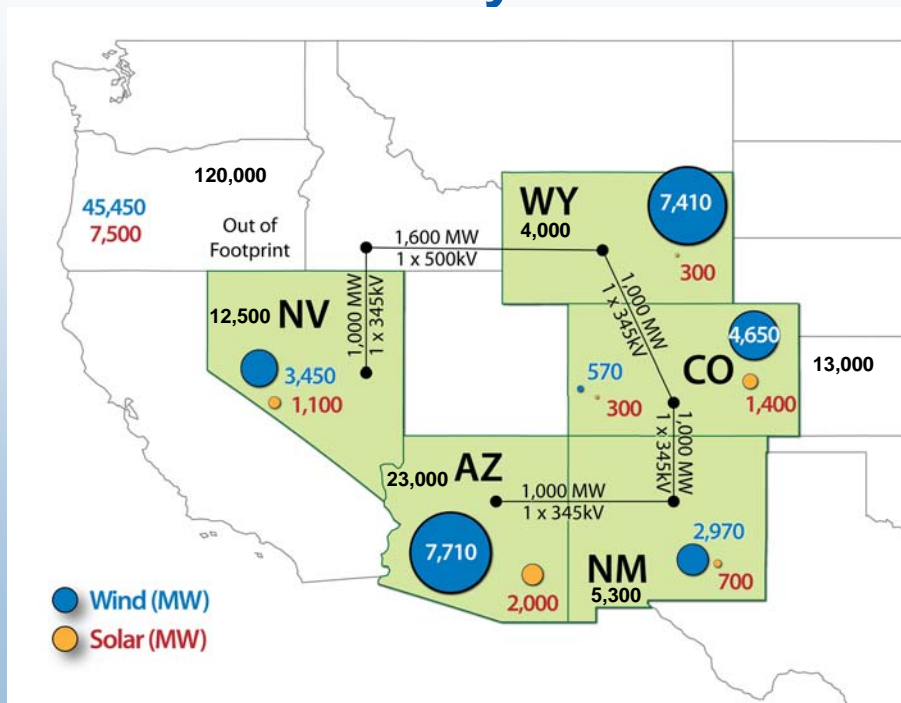 120,000
45,450
7,500
Out of
Footprint
WY
4,000
7,410
300
1,600 MW
1 x 500kV
1,000 MW
1 x 345kV
12,500 NV
3,450
1,100
1,000 MW
1 x 345kV
4,650
CO
1,400
570
300
13,000
1,000 MW
1 x 345kV
23,000 AZ
1,000 MW
1 x 345kV
7,710
2,000
NM
5,300
2,970
700
Wind (MW)
Solar (MW)